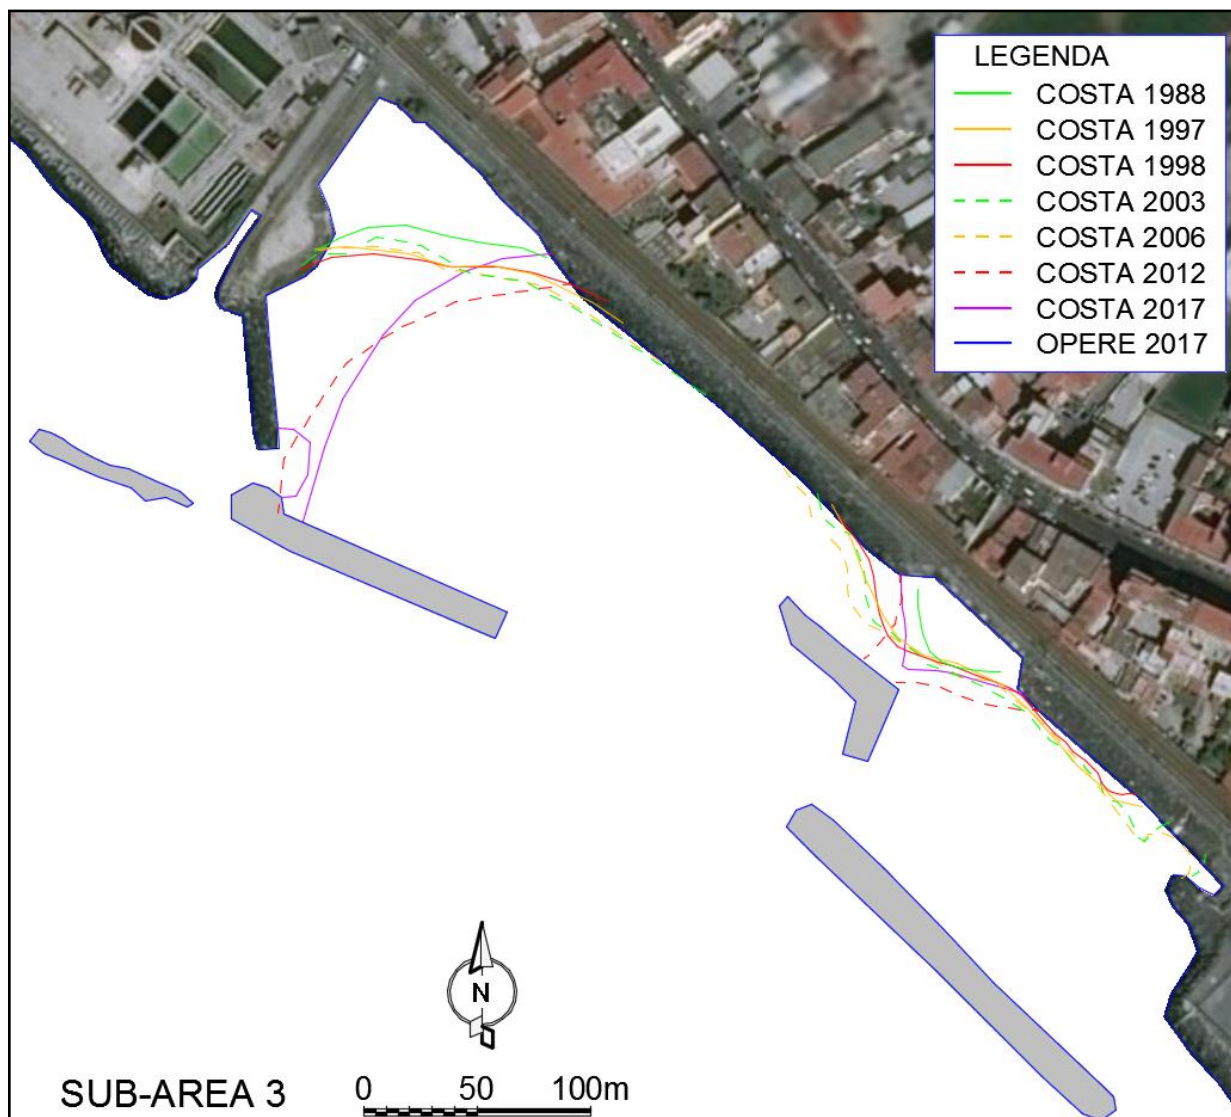 LEGENDA
COSTA 1988
COSTA 1997
COSTA 1998
COSTA 2003
COSTA 2006
COSTA 2012
COSTA 2017
OPERE 2017
N
SUB-AREA 3
0 50 100m